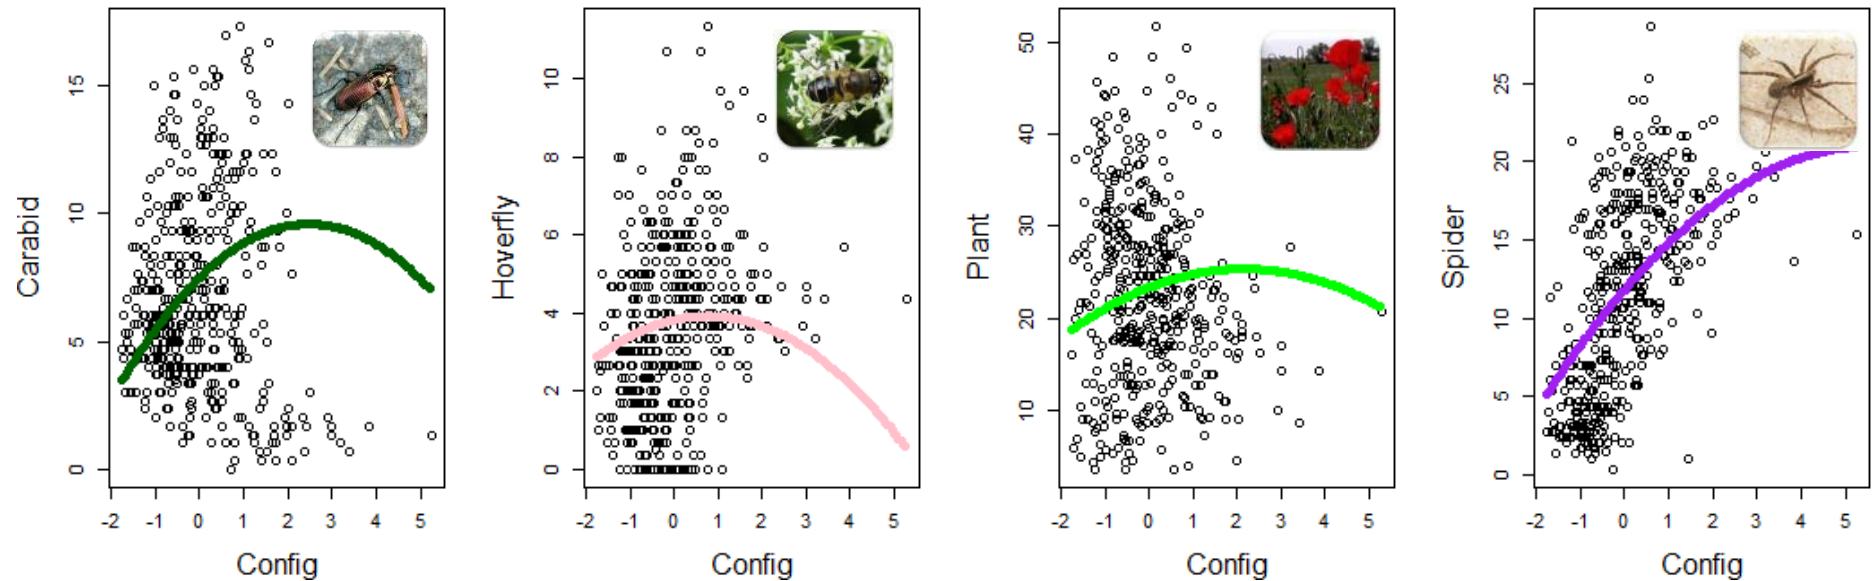 Carabid
0 5 10 15
-2 -1 0 1 2 3 4 5
Config
Hoverfly
0 2 4 6 8 10
-2 -1 0 1 2 3 4 5
Config
Plant
10 20 30 40 50
-2 -1 0 1 2 3 4 5
Config
Spider
0 5 10 15 20 25
-2 -1 0 1 2 3 4 5
Config